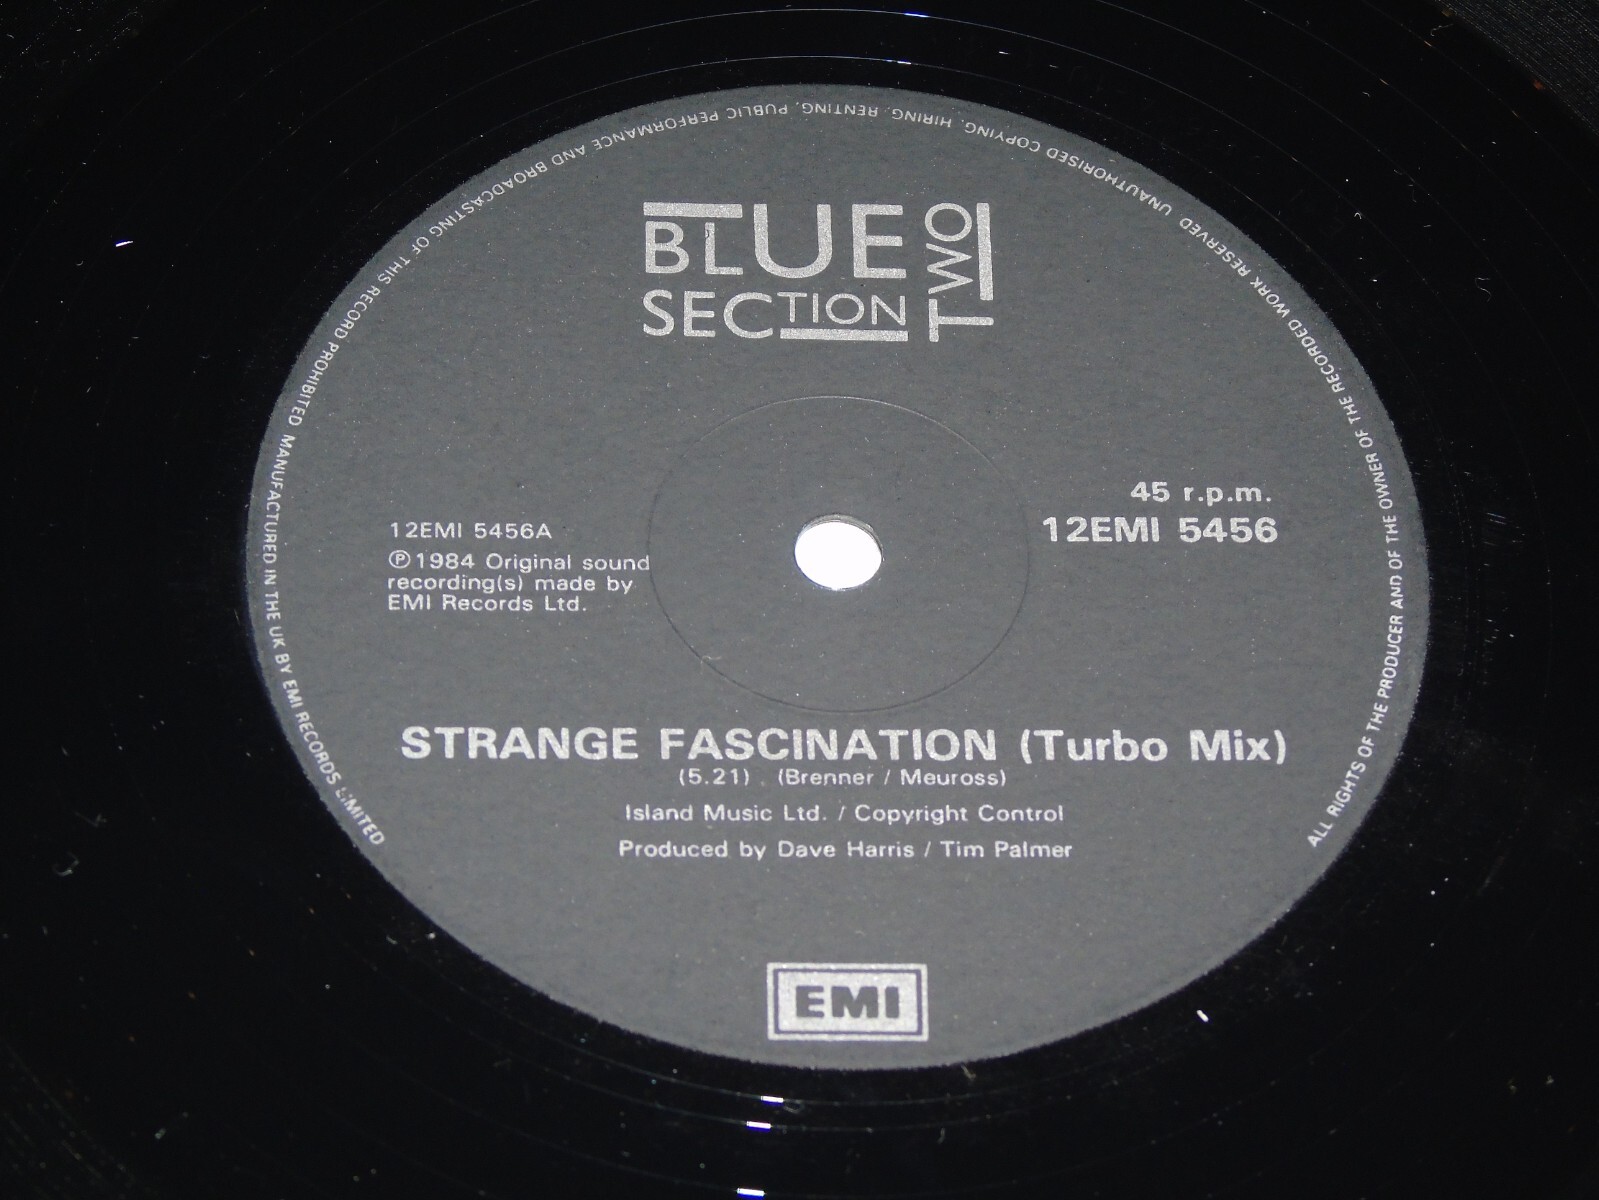 ALL RIGHTS OF THE PRODUCER AND OF THE OWNER OF THE RECORDED WORK RESERVED UNAUTHORISED COPYING, HIRING, RENTING, PUBLIC PERFORMANCE AND BROADCASTING OF THIS RECORD PROHIBITED MANUFACTURED IN THE UK BY EMI RECORDS LIMITED
BLUE
SECTION
TWO
45 r.p.m.
12EMI 5456
12EMI 5456A
℗ 1984 Original sound
recording(s) made by
EMI Records Ltd.
STRANGE FASCINATION (Turbo Mix)
(5.21) . (Brenner / Meuross)
Island Music Ltd. / Copyright Control
Produced by Dave Harris / Tim Palmer
EMI